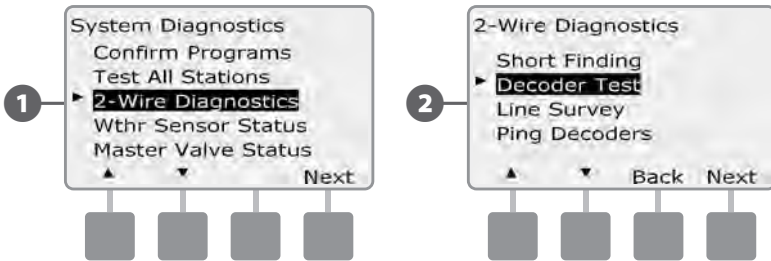 System Diagnostics
Confirm Programs
Test All Stations
2-Wire Diagnostics
Wthr Sensor Status
Master Valve Status
Next
1
2-Wire Diagnostics
Short Finding
Decoder Test
Line Survey
Ping Decoders
Back Next
2